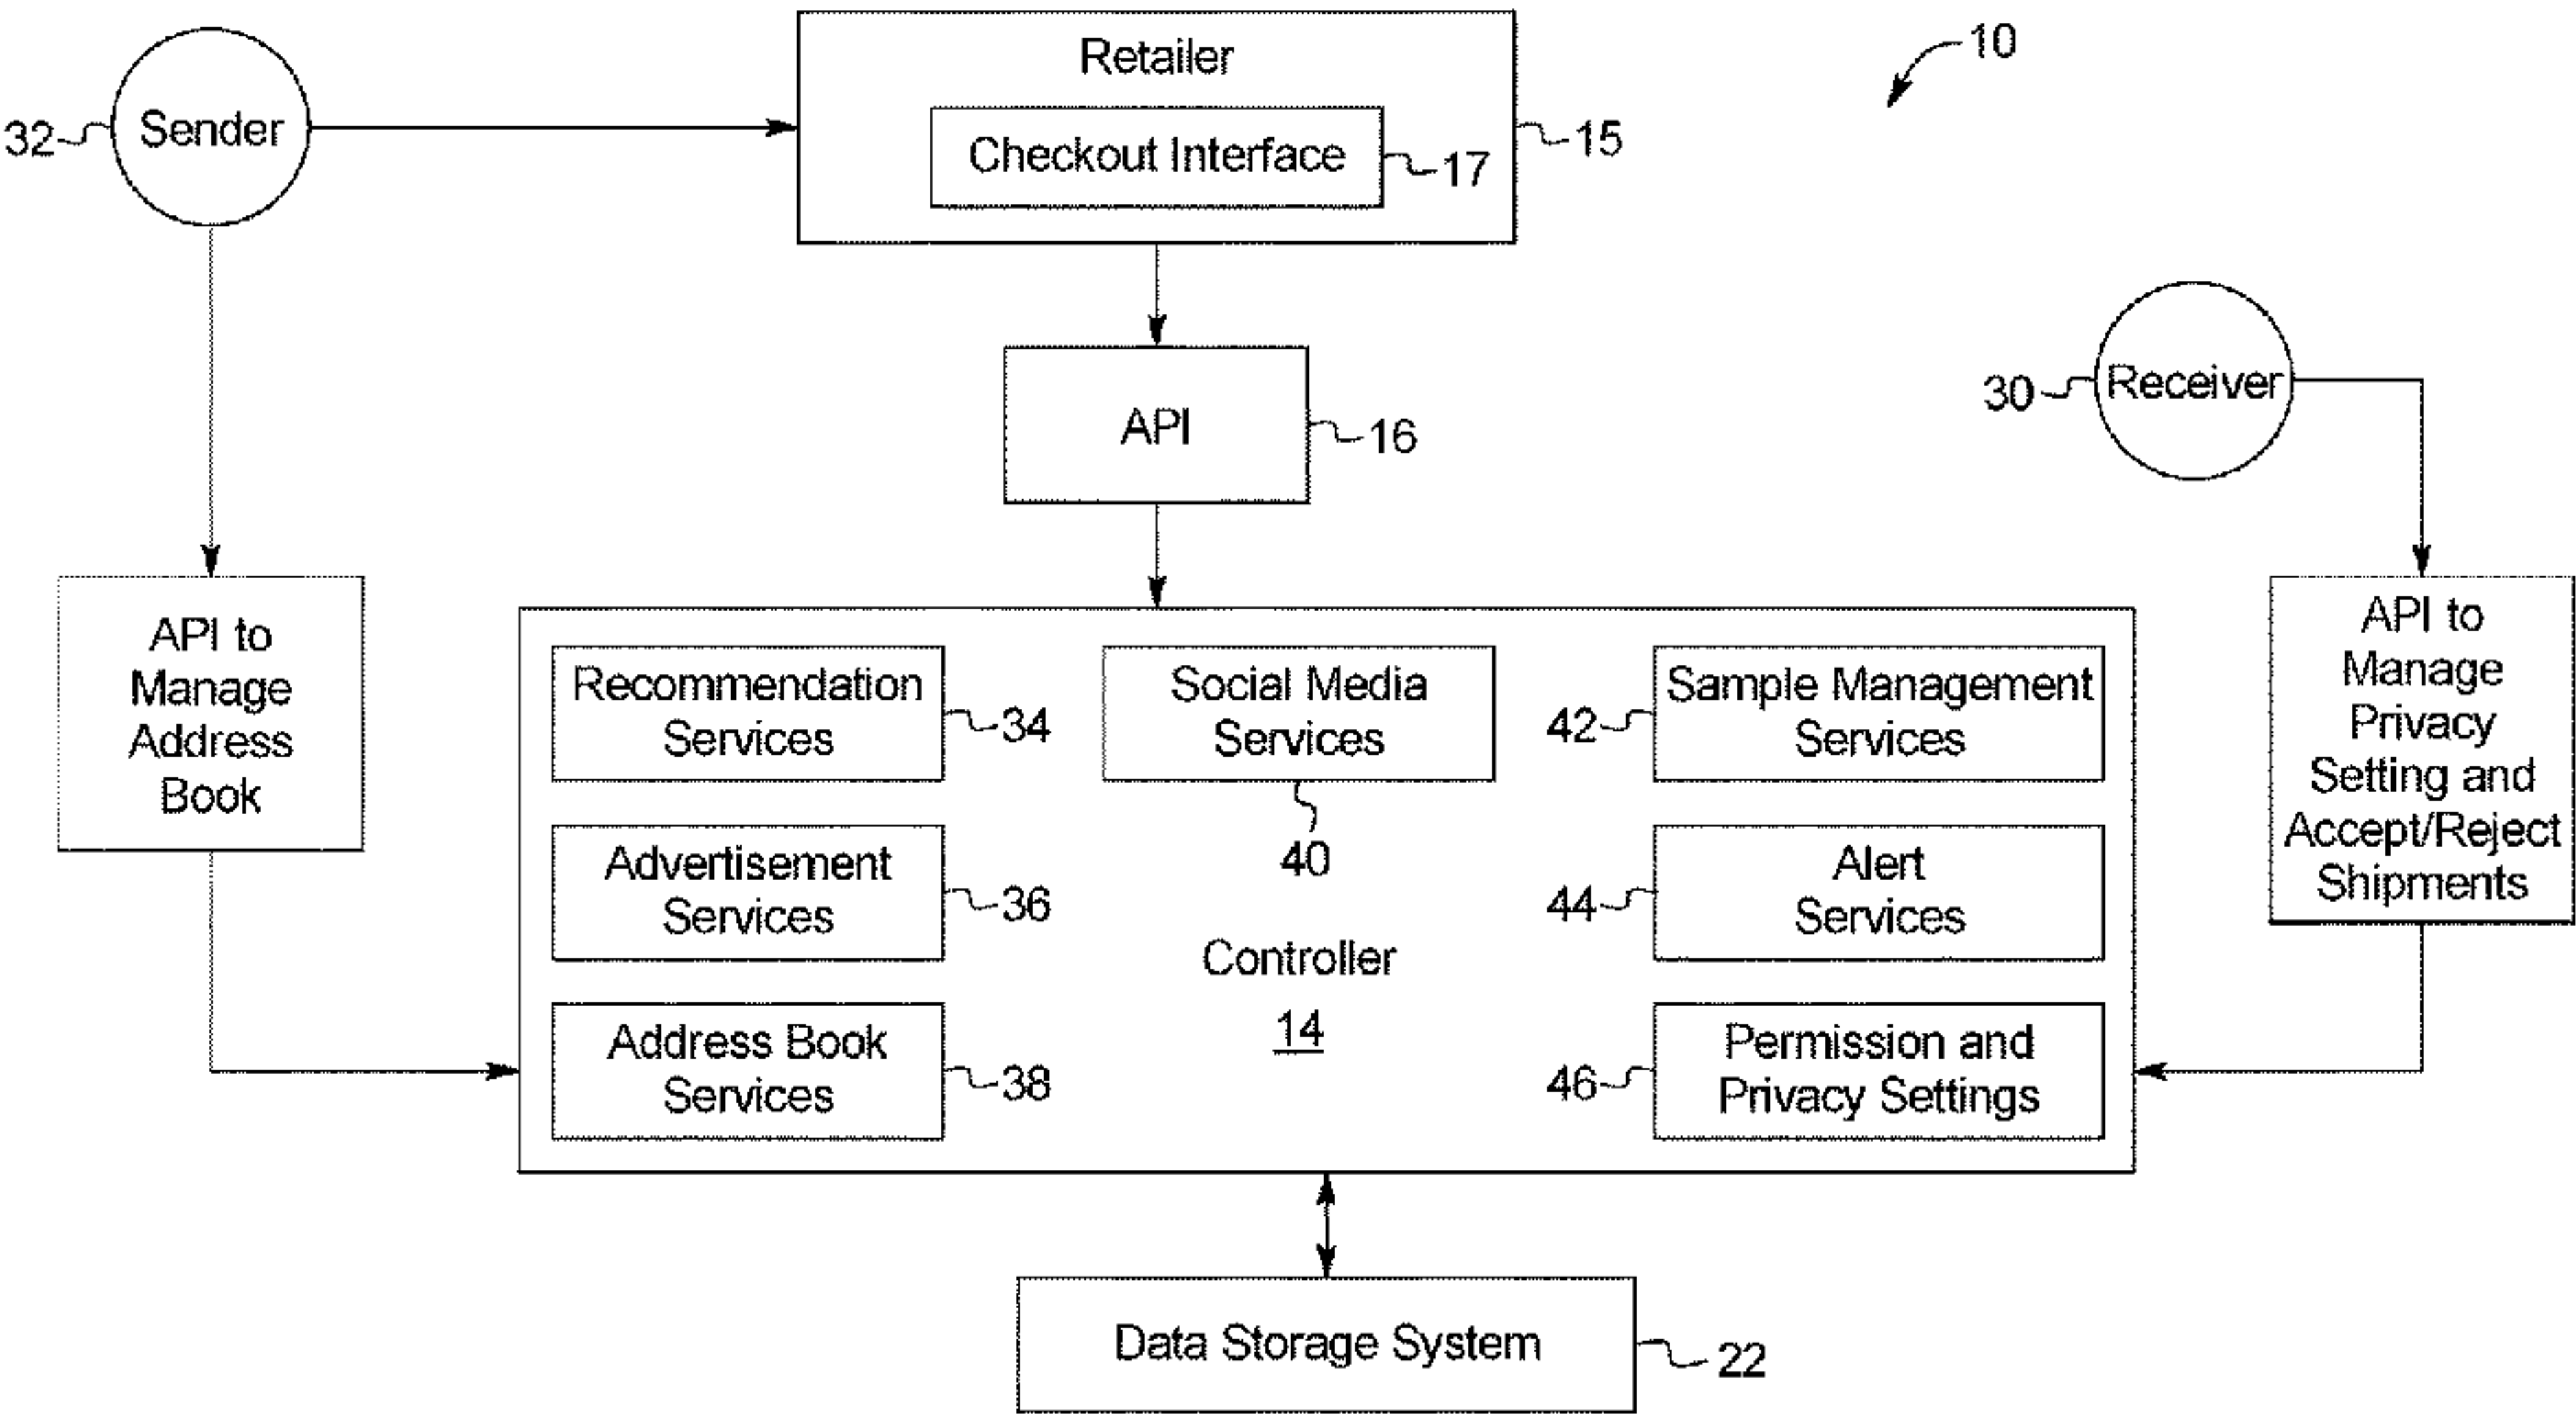 10
Retailer
Sender
32
Checkout Interface
17
15
API
16
Receiver
30
API to
Manage
Address
Book
API to
Manage
Privacy
Setting and
Accept/Reject
Shipments
Recommendation
Services
34
Social Media
Services
40
42
Sample Management
Services
Advertisement
Services
36
44
Alert
Services
Controller
14
Address Book
Services
38
46
Permission and
Privacy Settings
Data Storage System
22